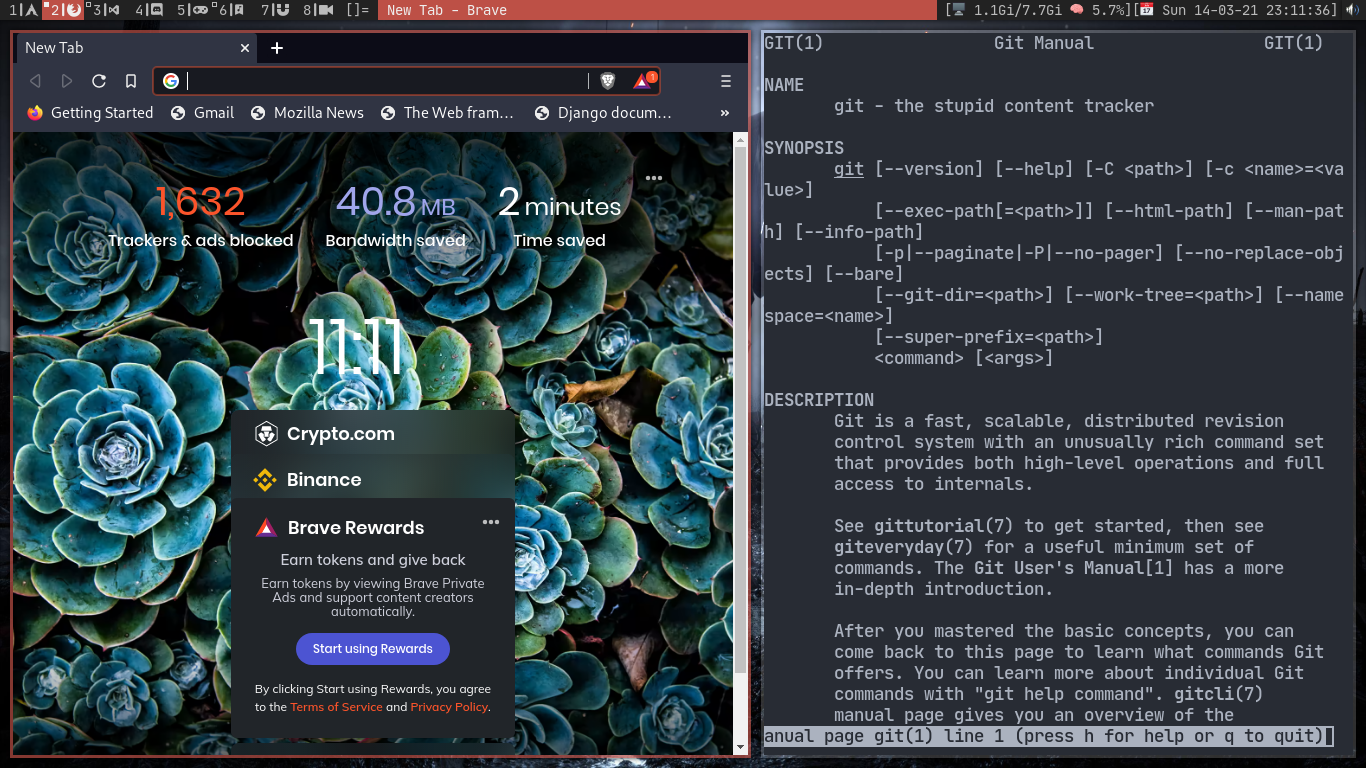 1 2 3 4 5 6 7 8 []= New Tab - Brave [ 1.1Gi/7.7Gi 5.7%][ Sun 14-03-21 23:11:36]
New Tab
1
Getting Started Gmail Mozilla News The Web fram… Django docum… »
1,632 40.8 MB 2 minutes
Trackers & ads blocked Bandwidth saved Time saved
11:11
Crypto.com
Binance
Brave Rewards
Earn tokens and give back
Earn tokens by viewing Brave Private
Ads and support content creators
automatically.
Start using Rewards
By clicking Start using Rewards, you agree
to the Terms of Service and Privacy Policy.
GIT(1) Git Manual GIT(1)
NAME
git - the stupid content tracker
SYNOPSIS
git [--version] [--help] [-C <path>] [-c <name>=<va
lue>]
[--exec-path[=<path>]] [--html-path] [--man-pat
h] [--info-path]
[-p|--paginate|-P|--no-pager] [--no-replace-obj
ects] [--bare]
[--git-dir=<path>] [--work-tree=<path>] [--name
space=<name>]
[--super-prefix=<path>]
<command> [<args>]
DESCRIPTION
Git is a fast, scalable, distributed revision
control system with an unusually rich command set
that provides both high-level operations and full
access to internals.
See gittutorial(7) to get started, then see
giteveryday(7) for a useful minimum set of
commands. The Git User's Manual[1] has a more
in-depth introduction.
After you mastered the basic concepts, you can
come back to this page to learn what commands Git
offers. You can learn more about individual Git
commands with "git help command". gitcli(7)
manual page gives you an overview of the
anual page git(1) line 1 (press h for help or q to quit)